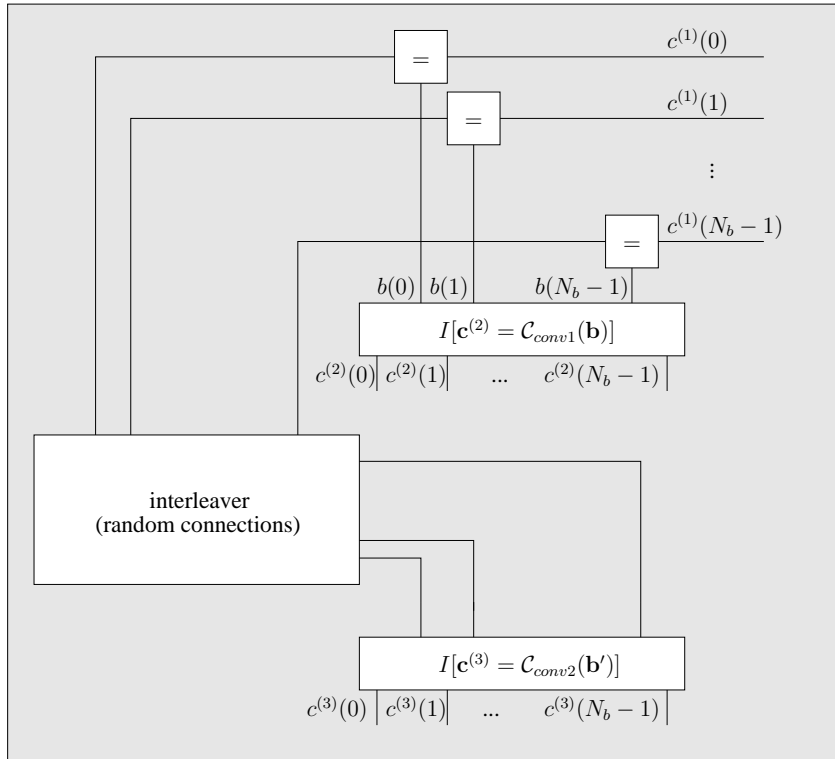 c^{(1)}(0)
=
c^{(1)}(1)
=
⋮
c^{(1)}(N_b − 1)
=
b(0) b(1) b(N_b − 1)
I[𝐜^{(2)} = 𝒞_{conv1}(𝐛)]
c^{(2)}(0) c^{(2)}(1) ... c^{(2)}(N_b − 1)
interleaver
(random connections)
I[𝐜^{(3)} = 𝒞_{conv2}(𝐛′)]
c^{(3)}(0) c^{(3)}(1) ... c^{(3)}(N_b − 1)